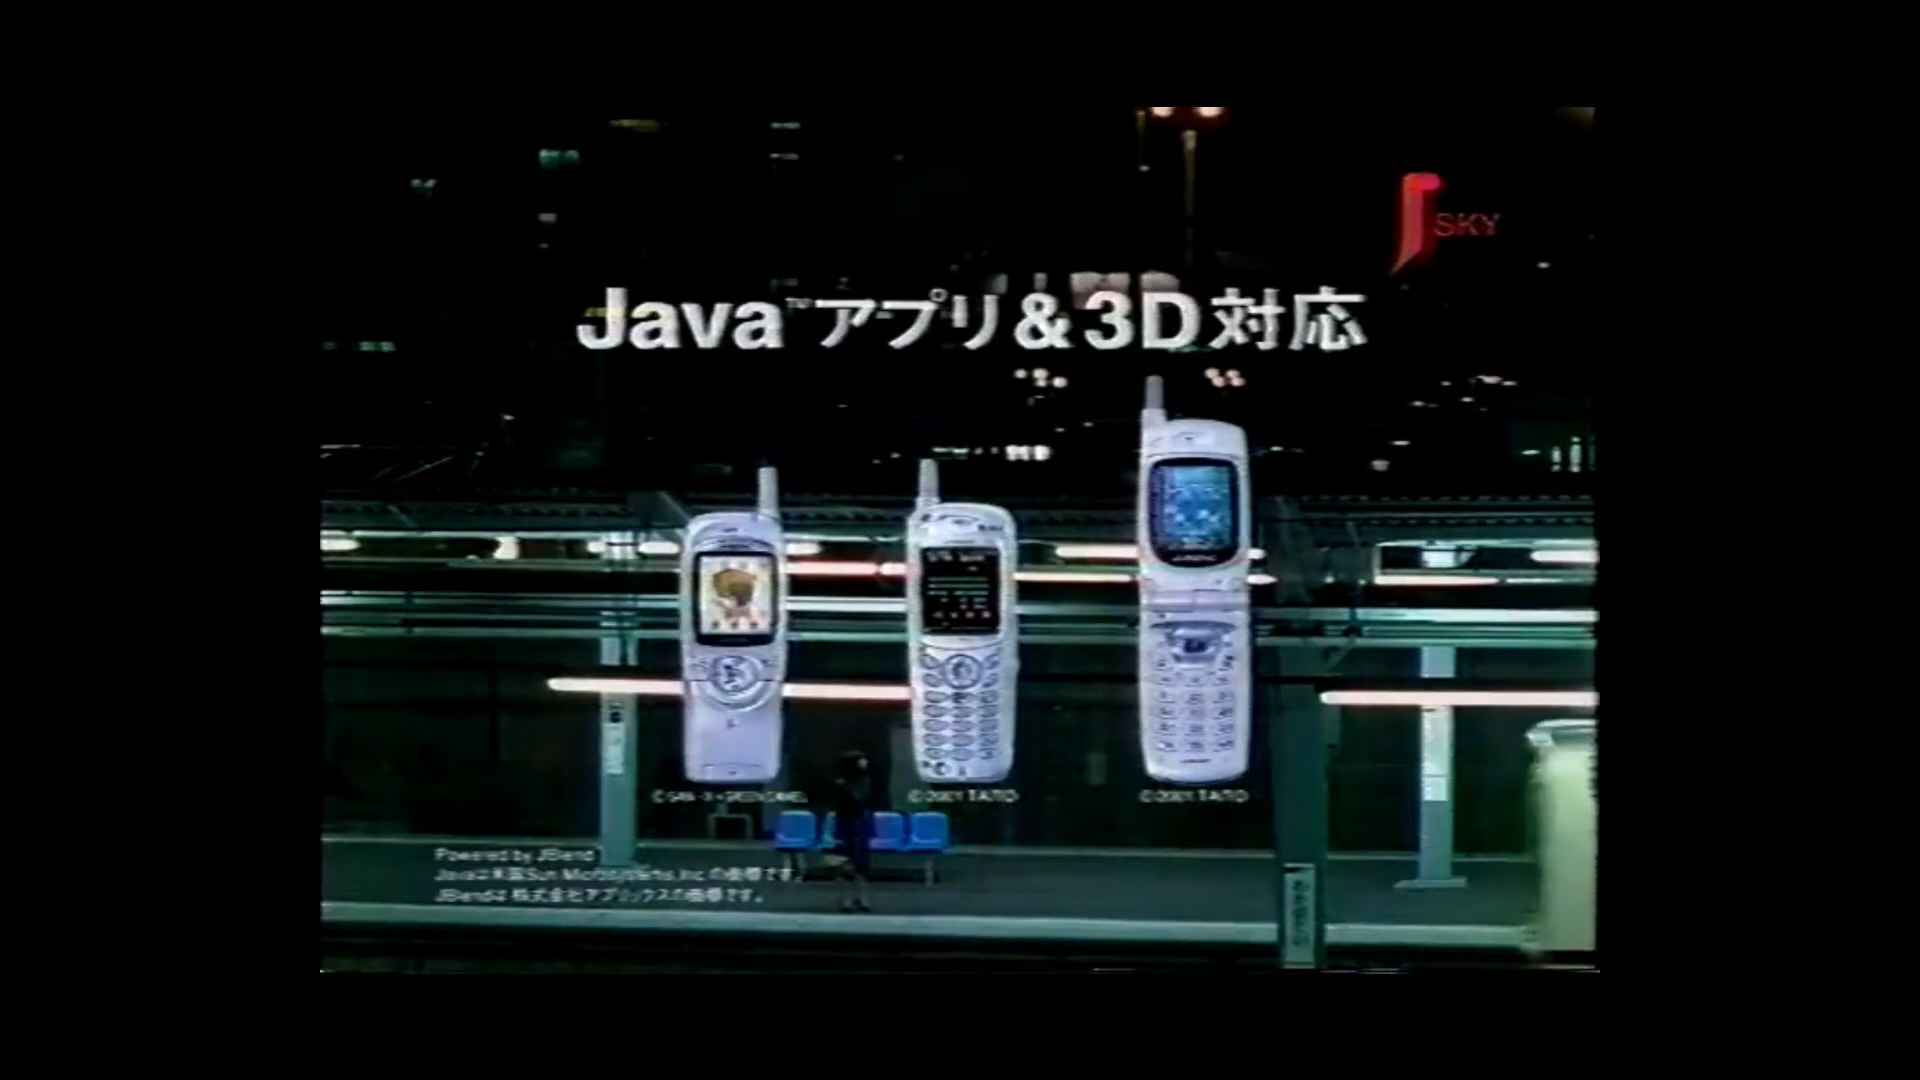 J SKY
Java™アプリ&3D対応
©2001 TAITO
©2001 TAITO
Powered by JBlend
Javaは米国Sun Microsystems,Inc.の商標です。
JBlendは株式会社アプリックスの商標です。